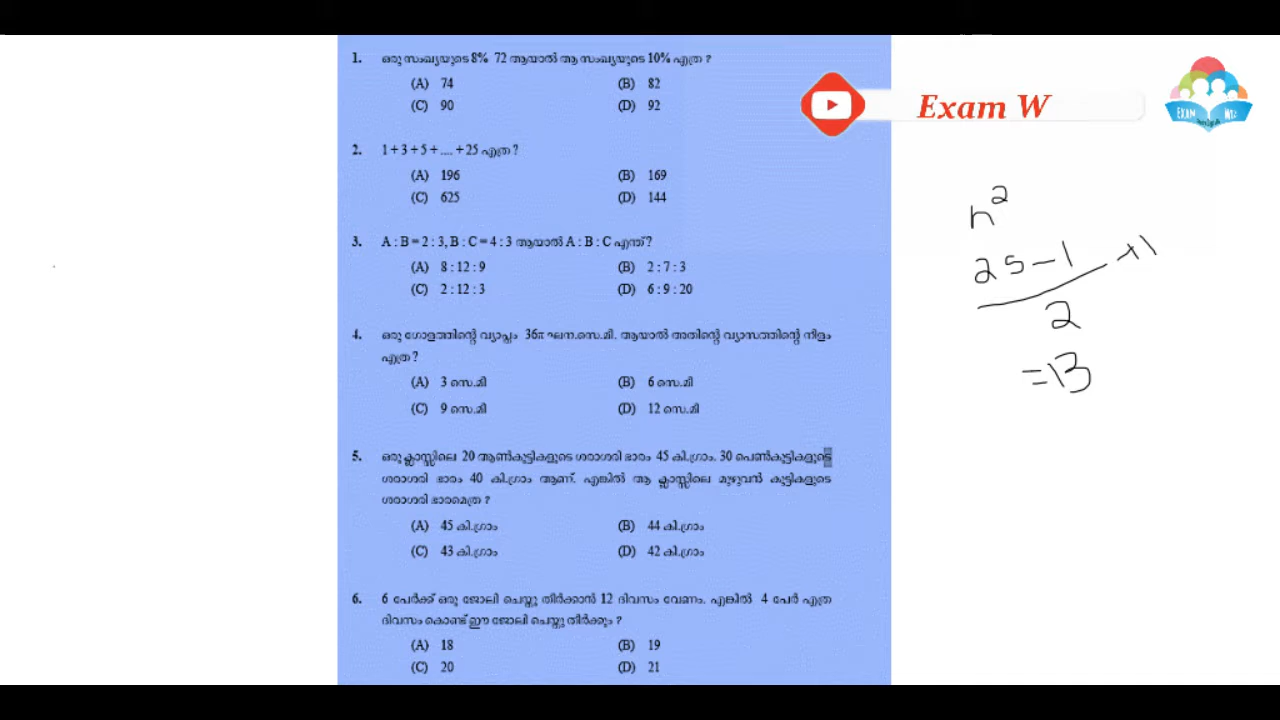 1. ഒരു സംഖ്യയുടെ 8% 72 ആയാൽ ആ സംഖ്യയുടെ 10% എത്ര ?
(A) 74 (B) 82
(C) 90 (D) 92
2. 1 + 3 + 5 + .... + 25 എത്ര ?
(A) 196 (B) 169
(C) 625 (D) 144
3. A : B = 2 : 3, B : C = 4 : 3 ആയാൽ A : B : C എന്ത് ?
(A) 8 : 12 : 9 (B) 2 : 7 : 3
(C) 2 : 12 : 3 (D) 6 : 9 : 20
4. ഒരു ഗോളത്തിന്റെ വ്യാപ്തം 36π ഘന.സെ.മി. ആയാൽ അതിന്റെ വ്യാസത്തിന്റെ നീളം
എത്ര ?
(A) 3 സെ.മി (B) 6 സെ.മി
(C) 9 സെ.മി (D) 12 സെ.മി
5. ഒരു ക്ലാസ്സിലെ 20 ആൺകുട്ടികളുടെ ശരാശരി ഭാരം 45 കി.ഗ്രാം. 30 പെൺകുട്ടികളുടെ
ശരാശരി ഭാരം 40 കി.ഗ്രാം ആണ്. എങ്കിൽ ആ ക്ലാസ്സിലെ മുഴുവൻ കുട്ടികളുടെ
ശരാശരി ഭാരമെത്ര ?
(A) 45 കി.ഗ്രാം (B) 44 കി.ഗ്രാം
(C) 43 കി.ഗ്രാം (D) 42 കി.ഗ്രാം
6. 6 പേർക്ക് ഒരു ജോലി ചെയ്തു തീർക്കാൻ 12 ദിവസം വേണം. എങ്കിൽ 4 പേർ എത്ര
ദിവസം കൊണ്ട് ഈ ജോലി ചെയ്തു തീർക്കും ?
(A) 18 (B) 19
(C) 20 (D) 21
Exam W
EXAM WIZ
n²
25 - 1 + 1
2
= 13